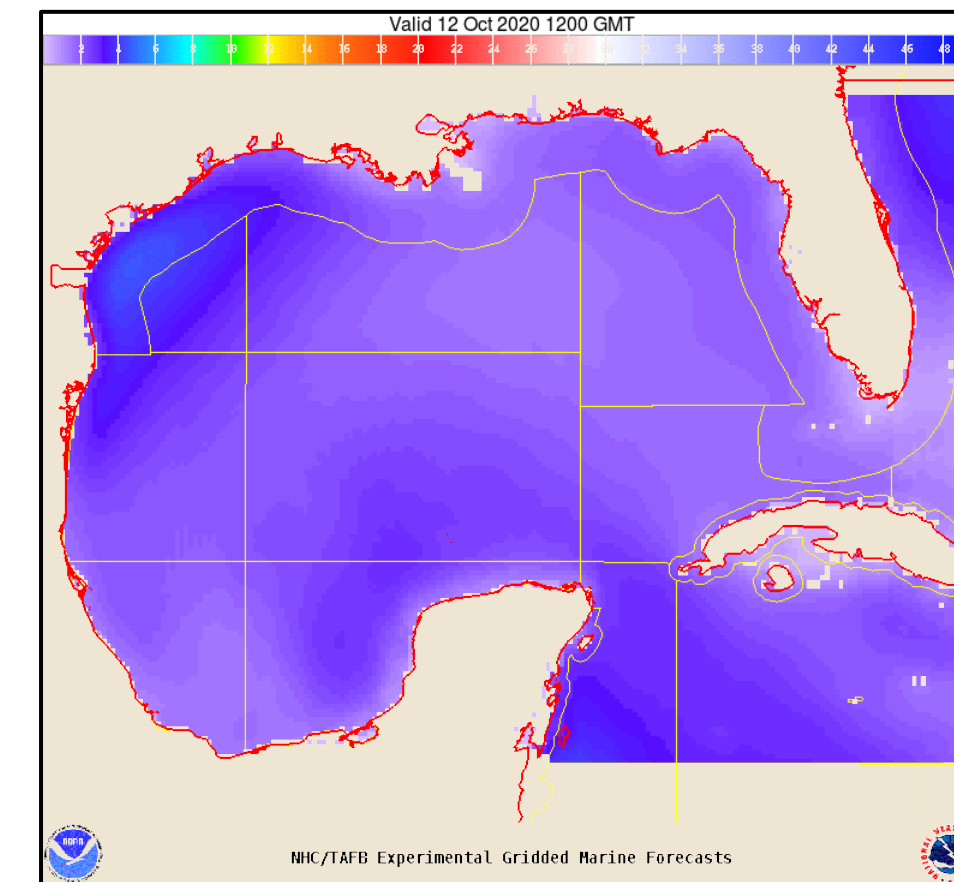 Valid 12 Oct 2020 1200 GMT
2 4 6 8 10 12 14 16 18 20 22 24 26 28 30 32 34 36 38 40 42 44 46 48
NOAA
NHC/TAFB Experimental Gridded Marine Forecasts